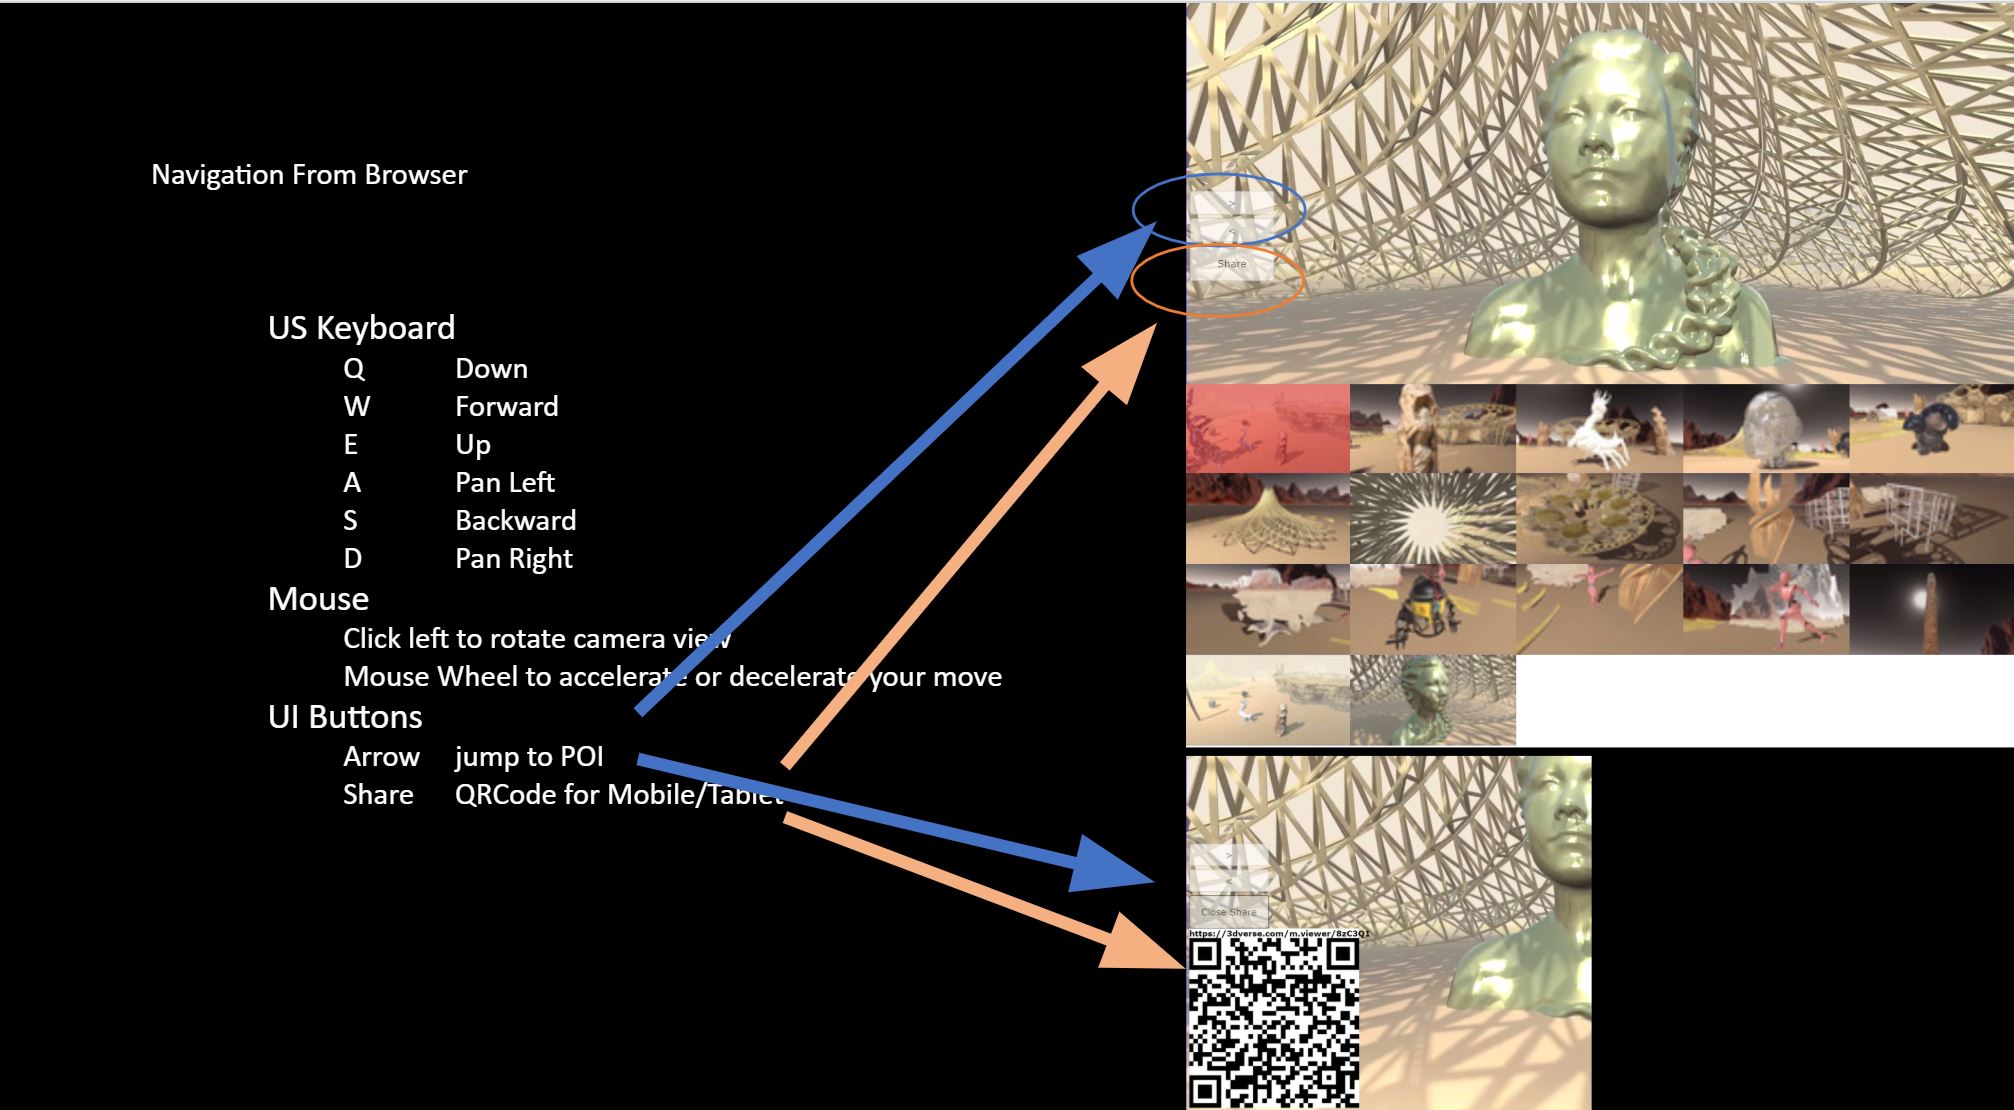 Navigation From Browser
US Keyboard
Q Down
W Forward
E Up
A Pan Left
S Backward
D Pan Right
Mouse
Click left to rotate camera view
Mouse Wheel to accelerate or decelerate your move
UI Buttons
Arrow jump to POI
Share QRCode for Mobile/Tablet
>
<
Share
>
<
Close Share
https://3dverse.com/m.viewer/8zC3Q1